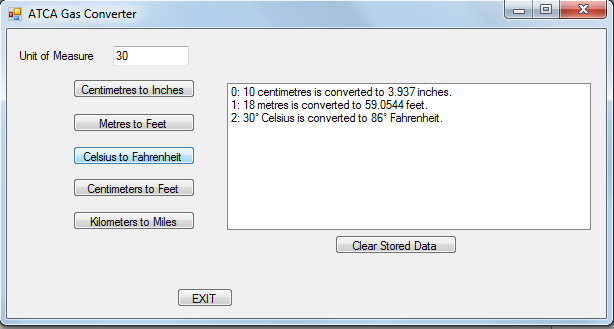 ATCA Gas Converter
Unit of Measure 30
Centimetres to Inches
Metres to Feet
Celsius to Fahrenheit
Centimeters to Feet
Kilometers to Miles
0: 10 centimetres is converted to 3.937 inches.
1: 18 metres is converted to 59.0544 feet.
2: 30° Celsius is converted to 86° Fahrenheit.
Clear Stored Data
EXIT